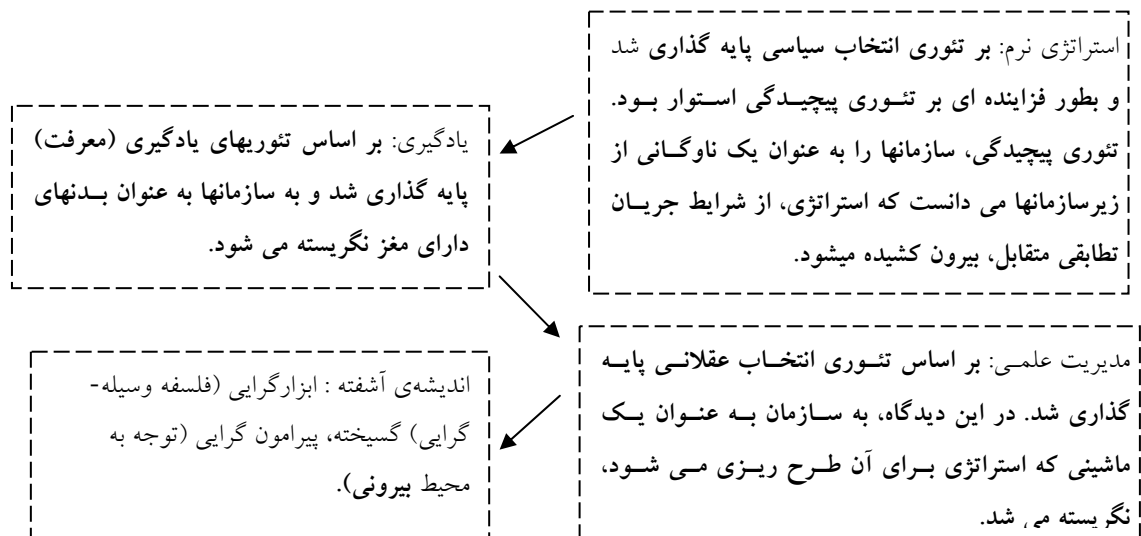 استراتژی نرم: بر تئوری انتخاب سیاسی پایه گذاری شد
و بطور فزاینده ای بر تئـوری پیچیـدگی اسـتوار بـود.
تئوری پیچیدگی، سازمانها را به عنوان یک ناوگـانی از
زیرسازمانها می دانست که استراتژی، از شرایط جریـان
تطابقی متقابل، بیرون کشیده میشود.
یادگیری: بر اساس تئوریهای یادگیری (معرفت)
پایه گذاری شد و به سازمانها به عنوان بـدنهای
دارای مغز نگریسته می شود.
مدیریت علمـی: بر اساس تئـوری انتخـاب عقلانـی پایـه
گذاری شد. در این دیدگاه، به سـازمان بـه عنـوان یـک
ماشینی که استراتژی بـرای آن طـرح ریـزی مـی شـود،
نگریسته می شد.
اندیشه‌ی آشفته : ابزارگرایی (فلسفه وسیله-
گرایی) گسیخته، پیرامون گرایی (توجه به
محیط بیرونی).